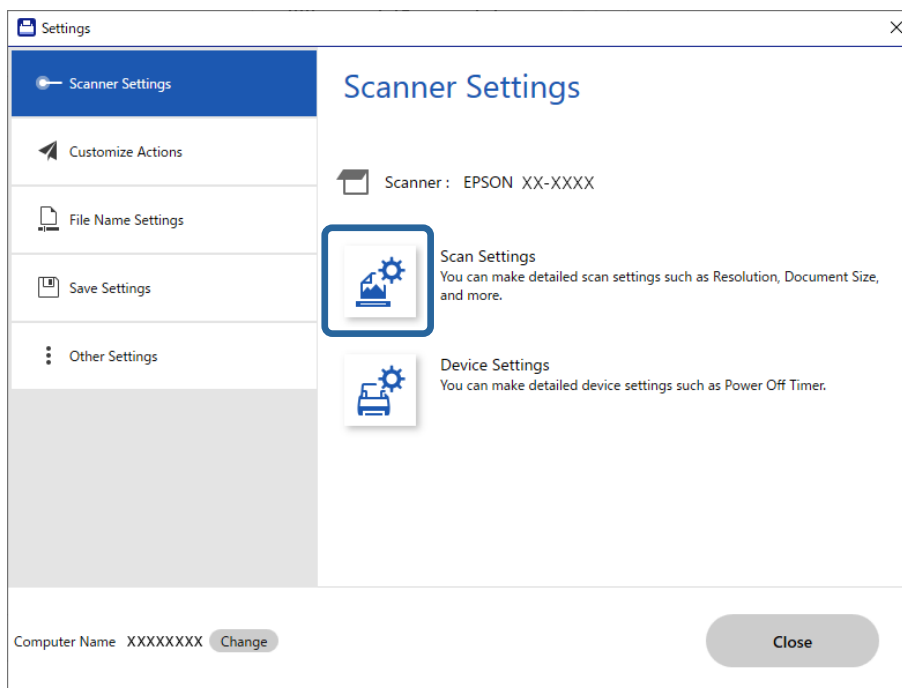 Settings
Scanner Settings
Customize Actions
File Name Settings
Save Settings
Other Settings
Scanner Settings
Scanner : EPSON XX-XXXX
Scan Settings
You can make detailed scan settings such as Resolution, Document Size,
and more.
Device Settings
You can make detailed device settings such as Power Off Timer.
Computer Name XXXXXXXX Change
Close